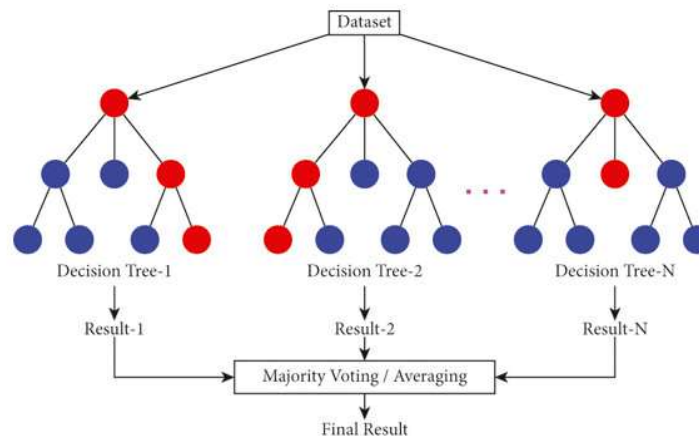 Dataset
Decision Tree-1
Decision Tree-2
Decision Tree-N
Result-1
Result-2
Result-N
Majority Voting / Averaging
Final Result